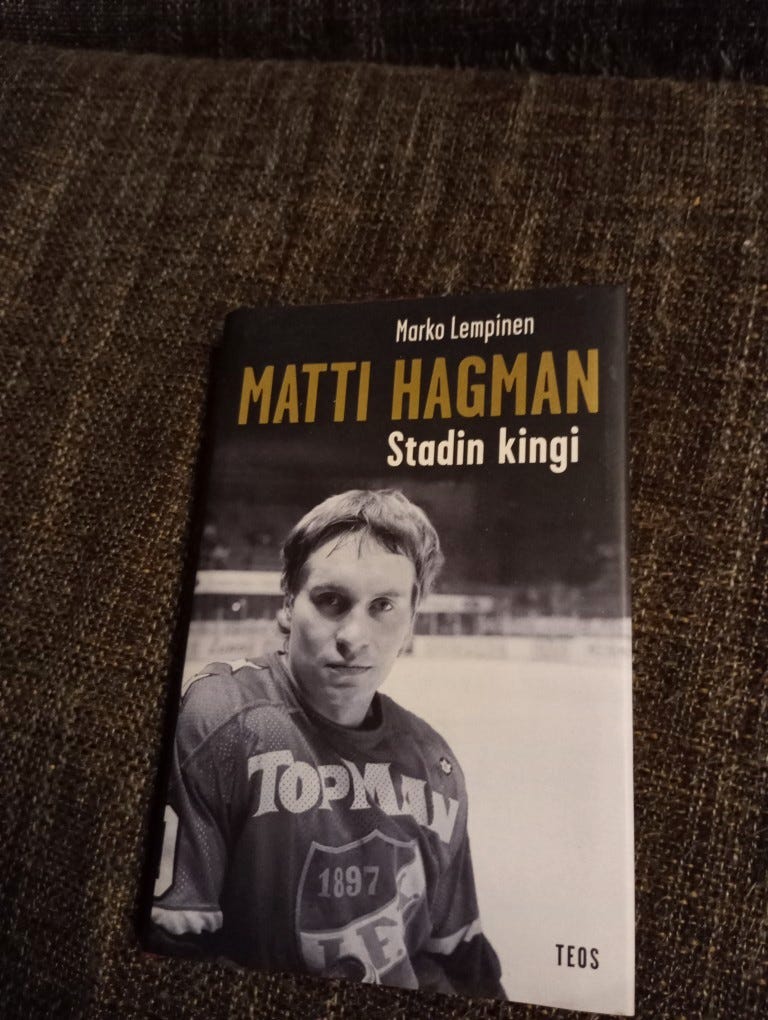 Marko Lempinen
MATTI HAGMAN
Stadin kingi
TOPMAN
1897
TEOS